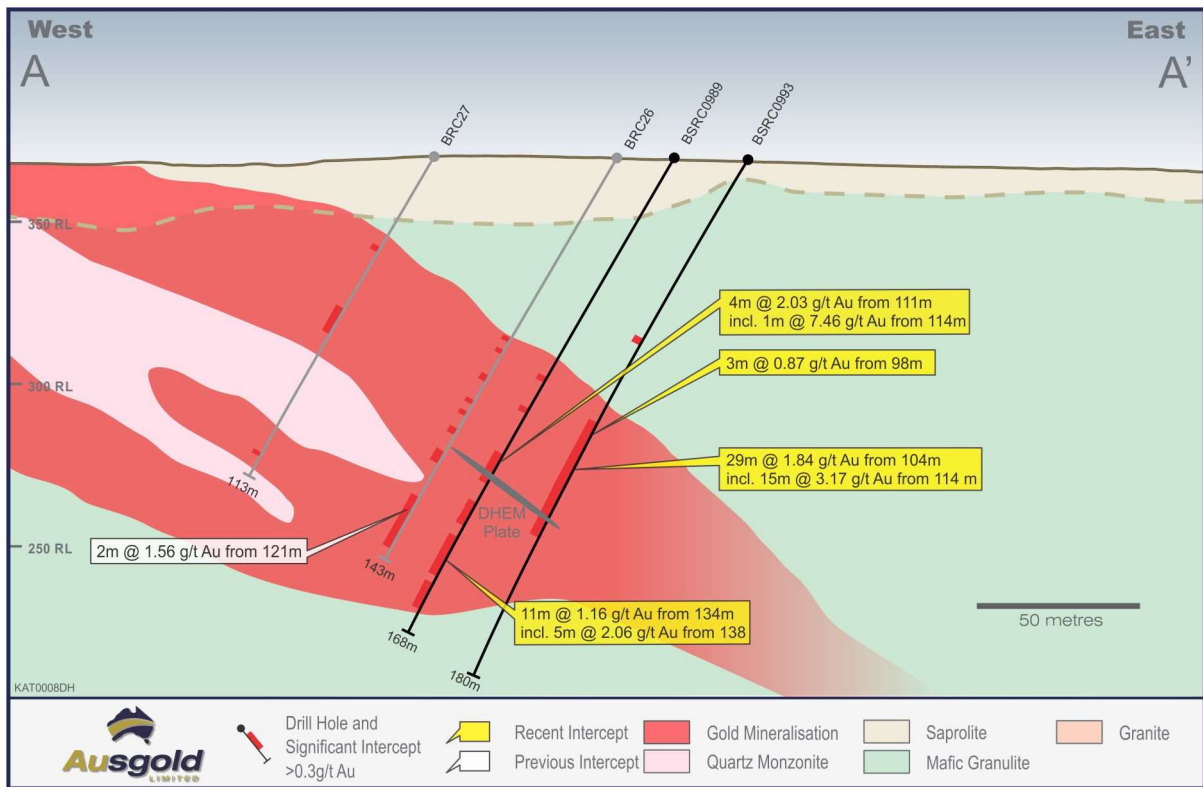 West
East
A
A'
BRC27
BRC26
BSRC0989
BSRC0993
350 RL
300 RL
250 RL
4m @ 2.03 g/t Au from 111m
incl. 1m @ 7.46 g/t Au from 114m
3m @ 0.87 g/t Au from 98m
29m @ 1.84 g/t Au from 104m
incl. 15m @ 3.17 g/t Au from 114 m
113m
DHEM
Plate
2m @ 1.56 g/t Au from 121m
143m
11m @ 1.16 g/t Au from 134m
incl. 5m @ 2.06 g/t Au from 138
168m
180m
50 metres
KAT0008DH
Ausgold
LIMITED
Drill Hole and
Significant Intercept
>0.3g/t Au
Recent Intercept
Previous Intercept
Gold Mineralisation
Quartz Monzonite
Saprolite
Mafic Granulite
Granite